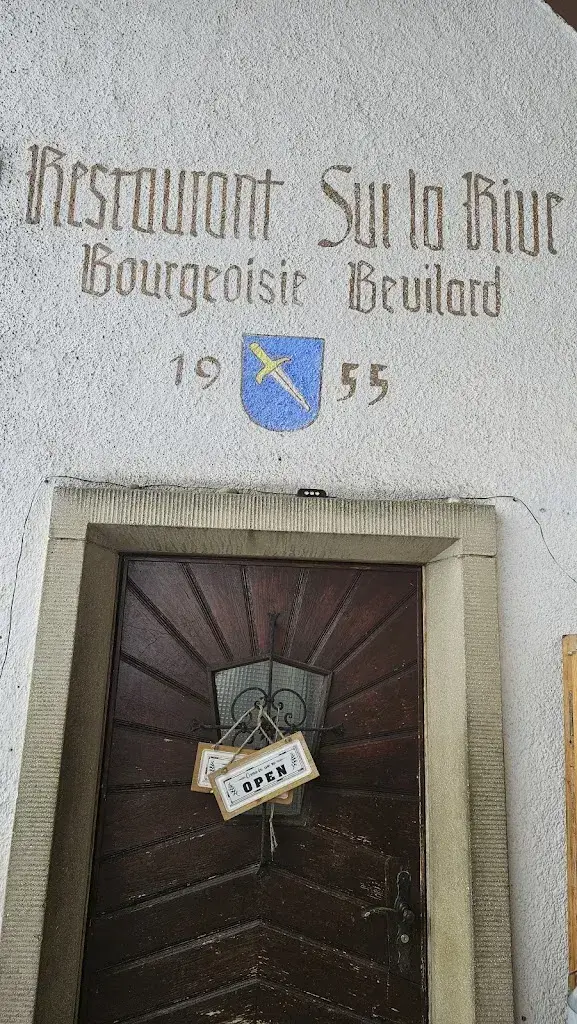 Restaurant Sur la Rive
Bourgeoisie Bevilard
19 55
OPEN